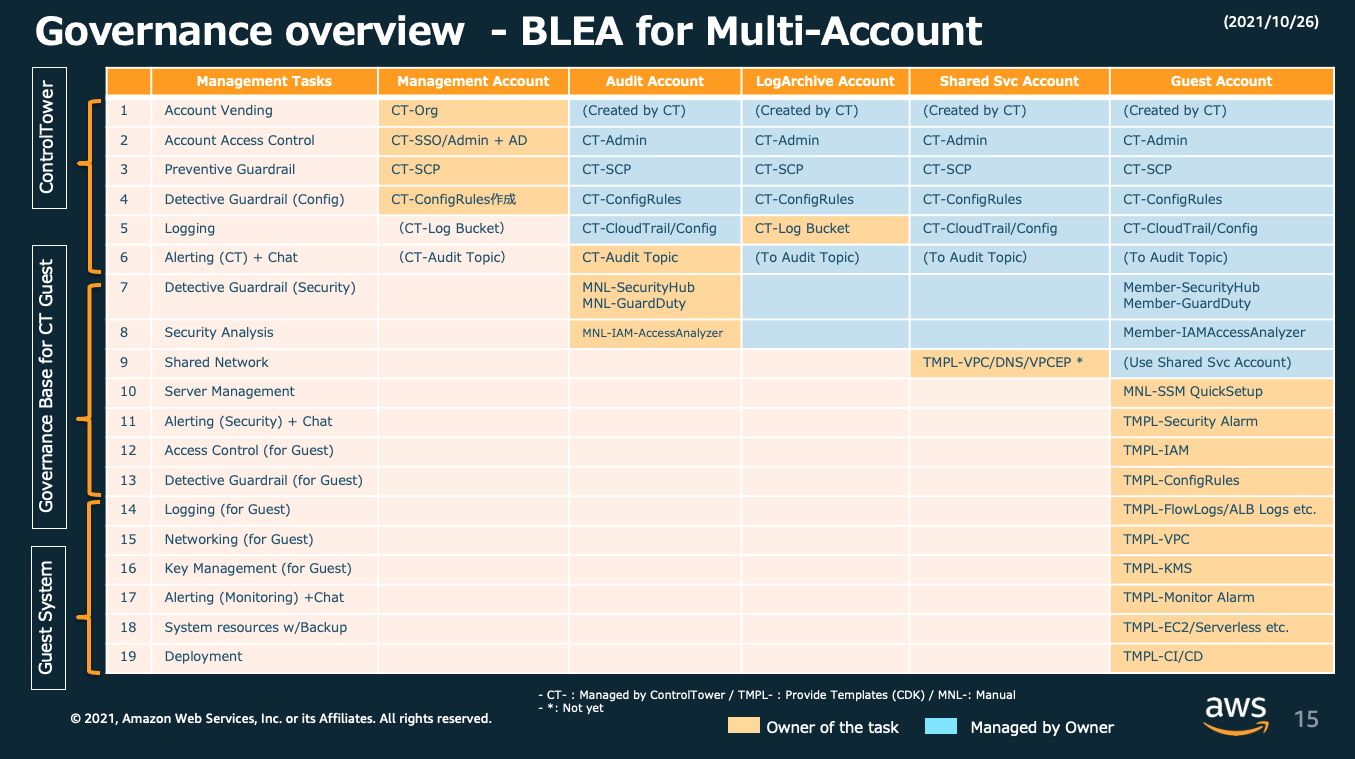 Governance overview - BLEA for Multi-Account
(2021/10/26)
ControlTower
Governance Base for CT Guest
Guest System
Management Tasks Management Account Audit Account LogArchive Account Shared Svc Account Guest Account
1 Account Vending CT-Org (Created by CT) (Created by CT) (Created by CT) (Created by CT)
2 Account Access Control CT-SSO/Admin + AD CT-Admin CT-Admin CT-Admin CT-Admin
3 Preventive Guardrail CT-SCP CT-SCP CT-SCP CT-SCP CT-SCP
4 Detective Guardrail (Config) CT-ConfigRules作成 CT-ConfigRules CT-ConfigRules CT-ConfigRules CT-ConfigRules
5 Logging (CT-Log Bucket) CT-CloudTrail/Config CT-Log Bucket CT-CloudTrail/Config CT-CloudTrail/Config
6 Alerting (CT) + Chat (CT-Audit Topic) CT-Audit Topic (To Audit Topic) (To Audit Topic) (To Audit Topic)
7 Detective Guardrail (Security) MNL-SecurityHub Member-SecurityHub
MNL-GuardDuty Member-GuardDuty
8 Security Analysis MNL-IAM-AccessAnalyzer Member-IAMAccessAnalyzer
9 Shared Network TMPL-VPC/DNS/VPCEP * (Use Shared Svc Account)
10 Server Management MNL-SSM QuickSetup
11 Alerting (Security) + Chat TMPL-Security Alarm
12 Access Control (for Guest) TMPL-IAM
13 Detective Guardrail (for Guest) TMPL-ConfigRules
14 Logging (for Guest) TMPL-FlowLogs/ALB Logs etc.
15 Networking (for Guest) TMPL-VPC
16 Key Management (for Guest) TMPL-KMS
17 Alerting (Monitoring) +Chat TMPL-Monitor Alarm
18 System resources w/Backup TMPL-EC2/Serverless etc.
19 Deployment TMPL-CI/CD
- CT- : Managed by ControlTower / TMPL- : Provide Templates (CDK) / MNL-: Manual
- *: Not yet
© 2021, Amazon Web Services, Inc. or its Affiliates. All rights reserved.
Owner of the task Managed by Owner
aws
15